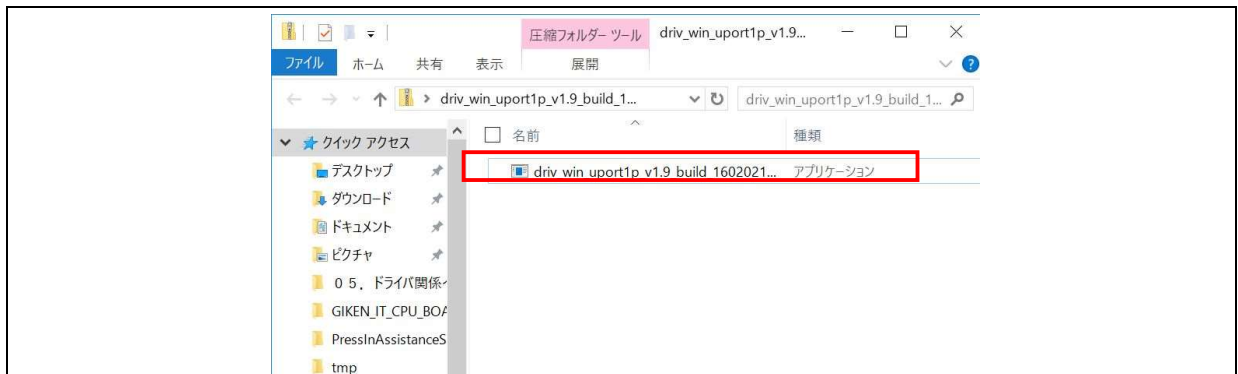 圧縮フォルダー ツール driv_win_uport1p_v1.9...
ファイル ホーム 共有 表示 展開
driv_win_uport1p_v1.9_build_1... driv_win_uport1p_v1.9_build_1...
クイック アクセス
名前 種類
デスクトップ
driv_win_uport1p_v1.9_build_1602021... アプリケーション
ダウンロード
ドキュメント
ピクチャ
０５．ドライバ関係
GIKEN_IT_CPU_BOA
PressInAssistanceS
tmp